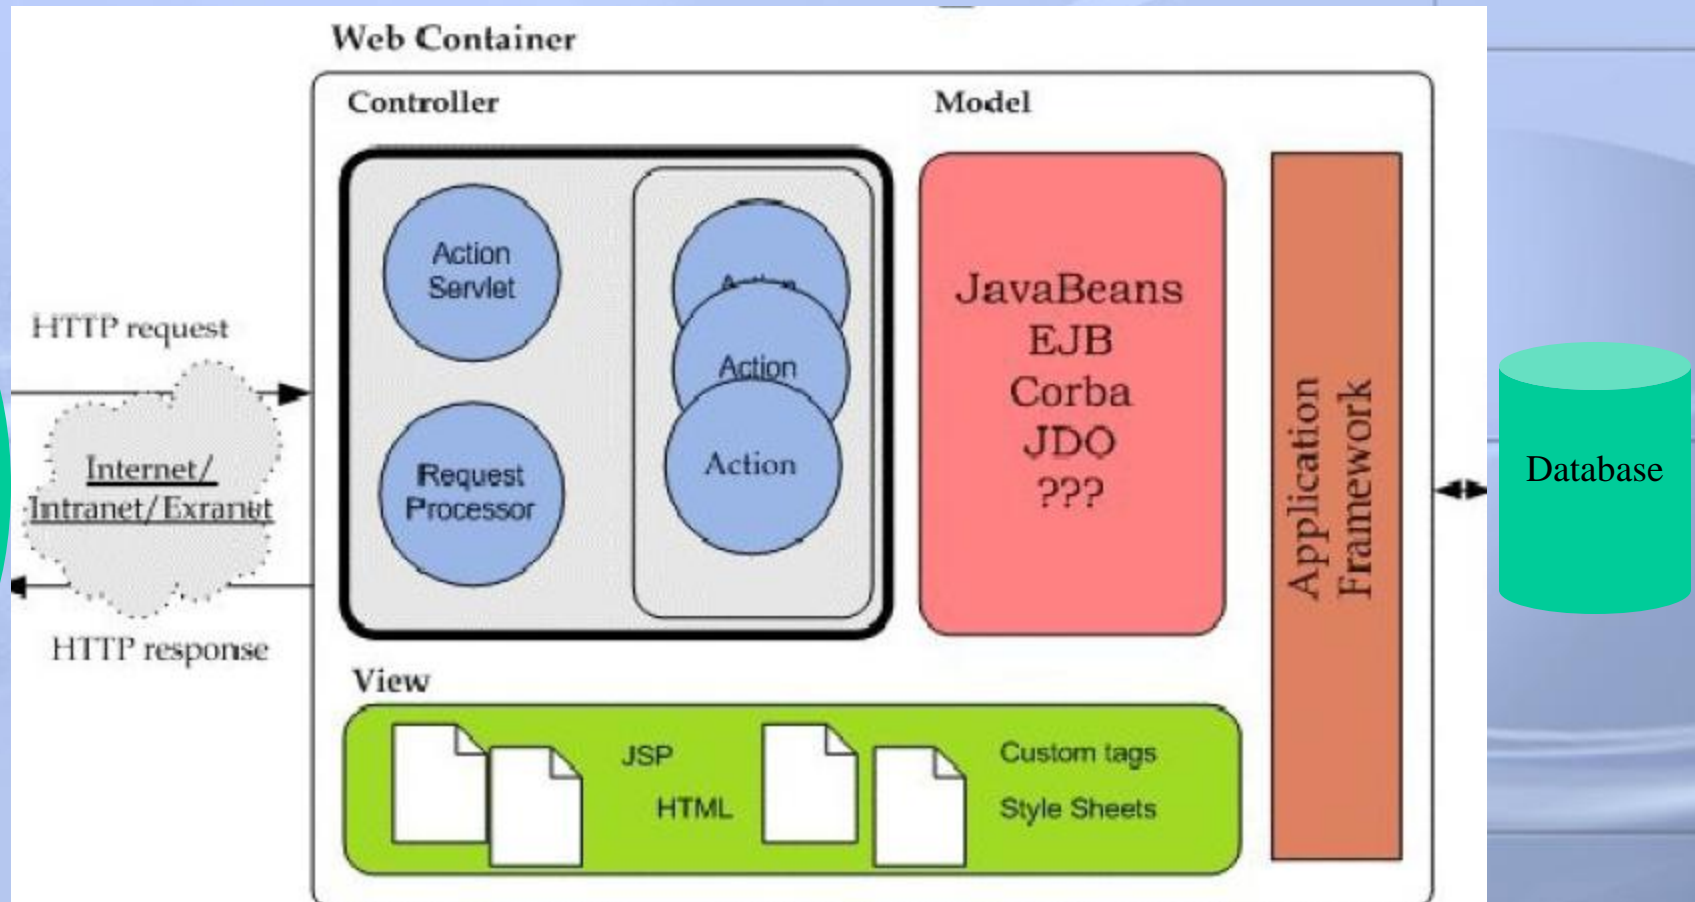 Web Container
Controller
Model
Action
Servlet
Action
Action
Action
Request
Processor
JavaBeans
EJB
Corba
JDO
???
Application
Framework
HTTP request
Internet/
Intranet/Exranet
HTTP response
Database
View
JSP
HTML
Custom tags
Style Sheets